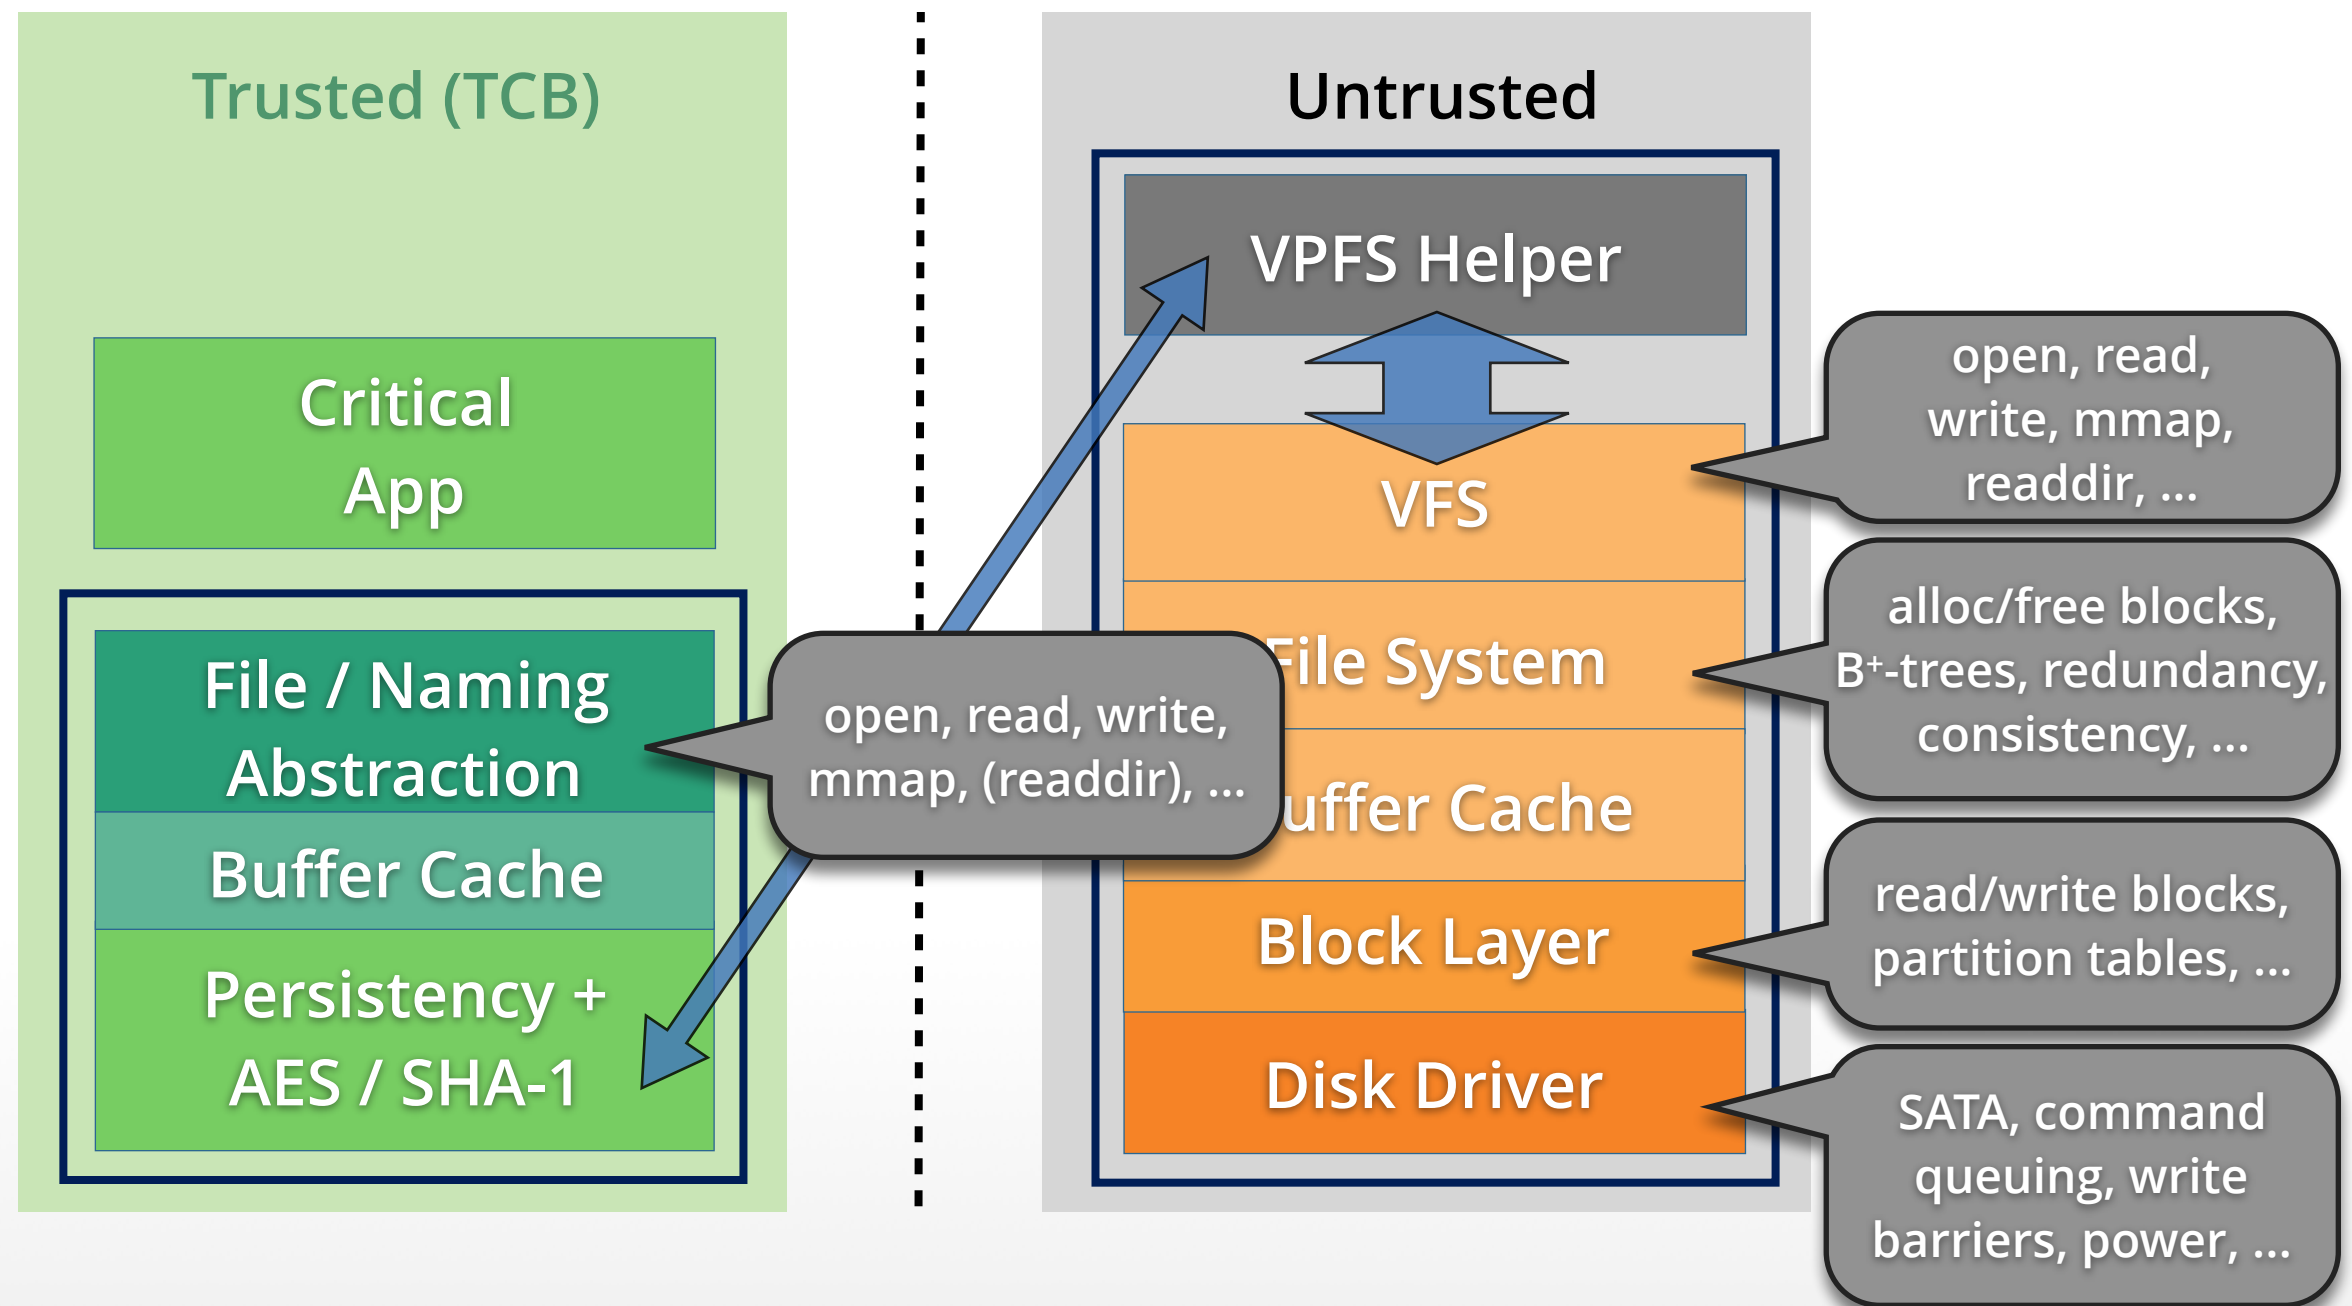 Trusted (TCB)
Critical
App
File / Naming
Abstraction
Buffer Cache
Persistency +
AES / SHA-1
open, read, write,
mmap, (readdir), ...
Untrusted
VPFS Helper
VFS
File System
uffer Cache
Block Layer
Disk Driver
open, read,
write, mmap,
readdir, ...
alloc/free blocks,
B⁺-trees, redundancy,
consistency, ...
read/write blocks,
partition tables, ...
SATA, command
queuing, write
barriers, power, ...